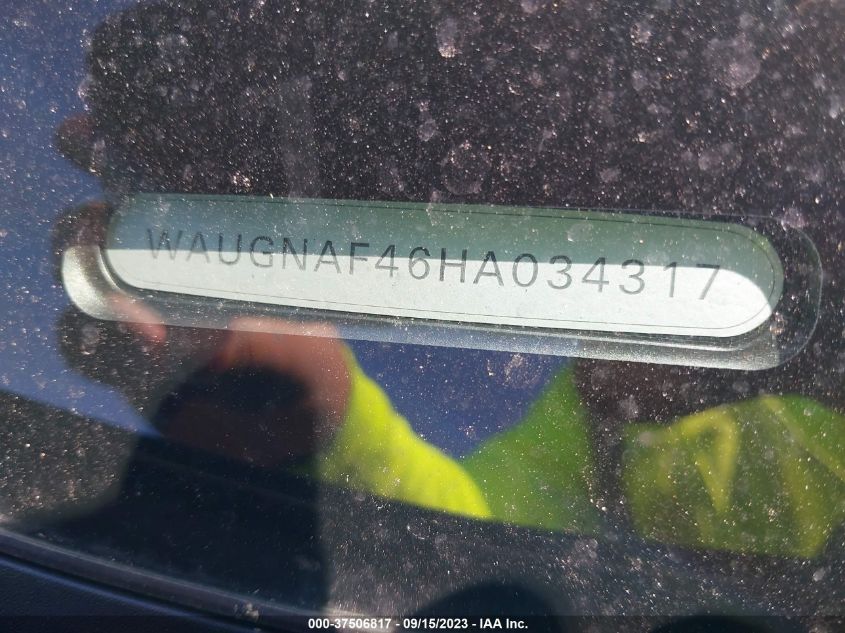 WAUGNAF46HA034317
000-37506817 - 09/15/2023 - IAA Inc.